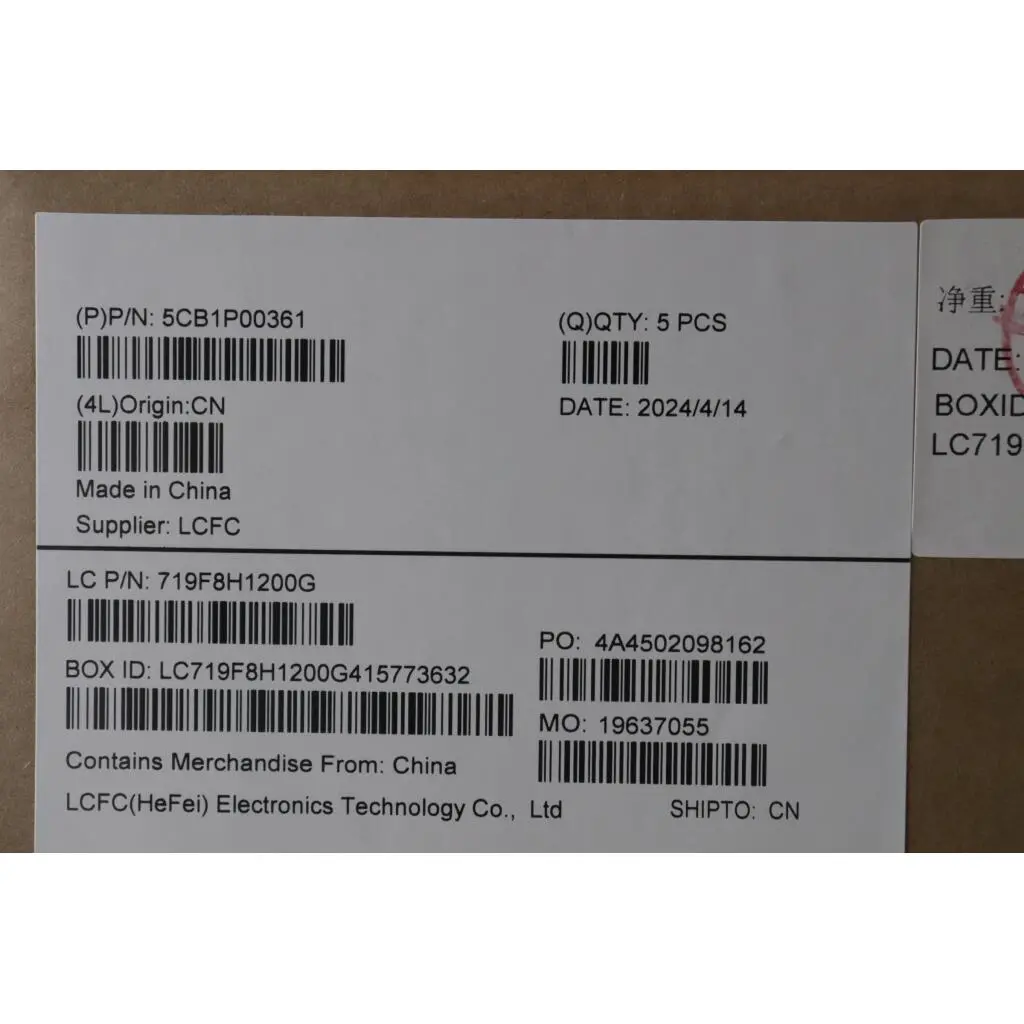 (P)P/N: 5CB1P00361
(Q)QTY: 5 PCS
(4L)Origin:CN
DATE: 2024/4/14
Made in China
Supplier: LCFC
LC P/N: 719F8H1200G
PO: 4A4502098162
BOX ID: LC719F8H1200G415773632
MO: 19637055
Contains Merchandise From: China
LCFC(HeFei) Electronics Technology Co., Ltd
SHIPTO: CN
净重:
DATE:
BOXID
LC719